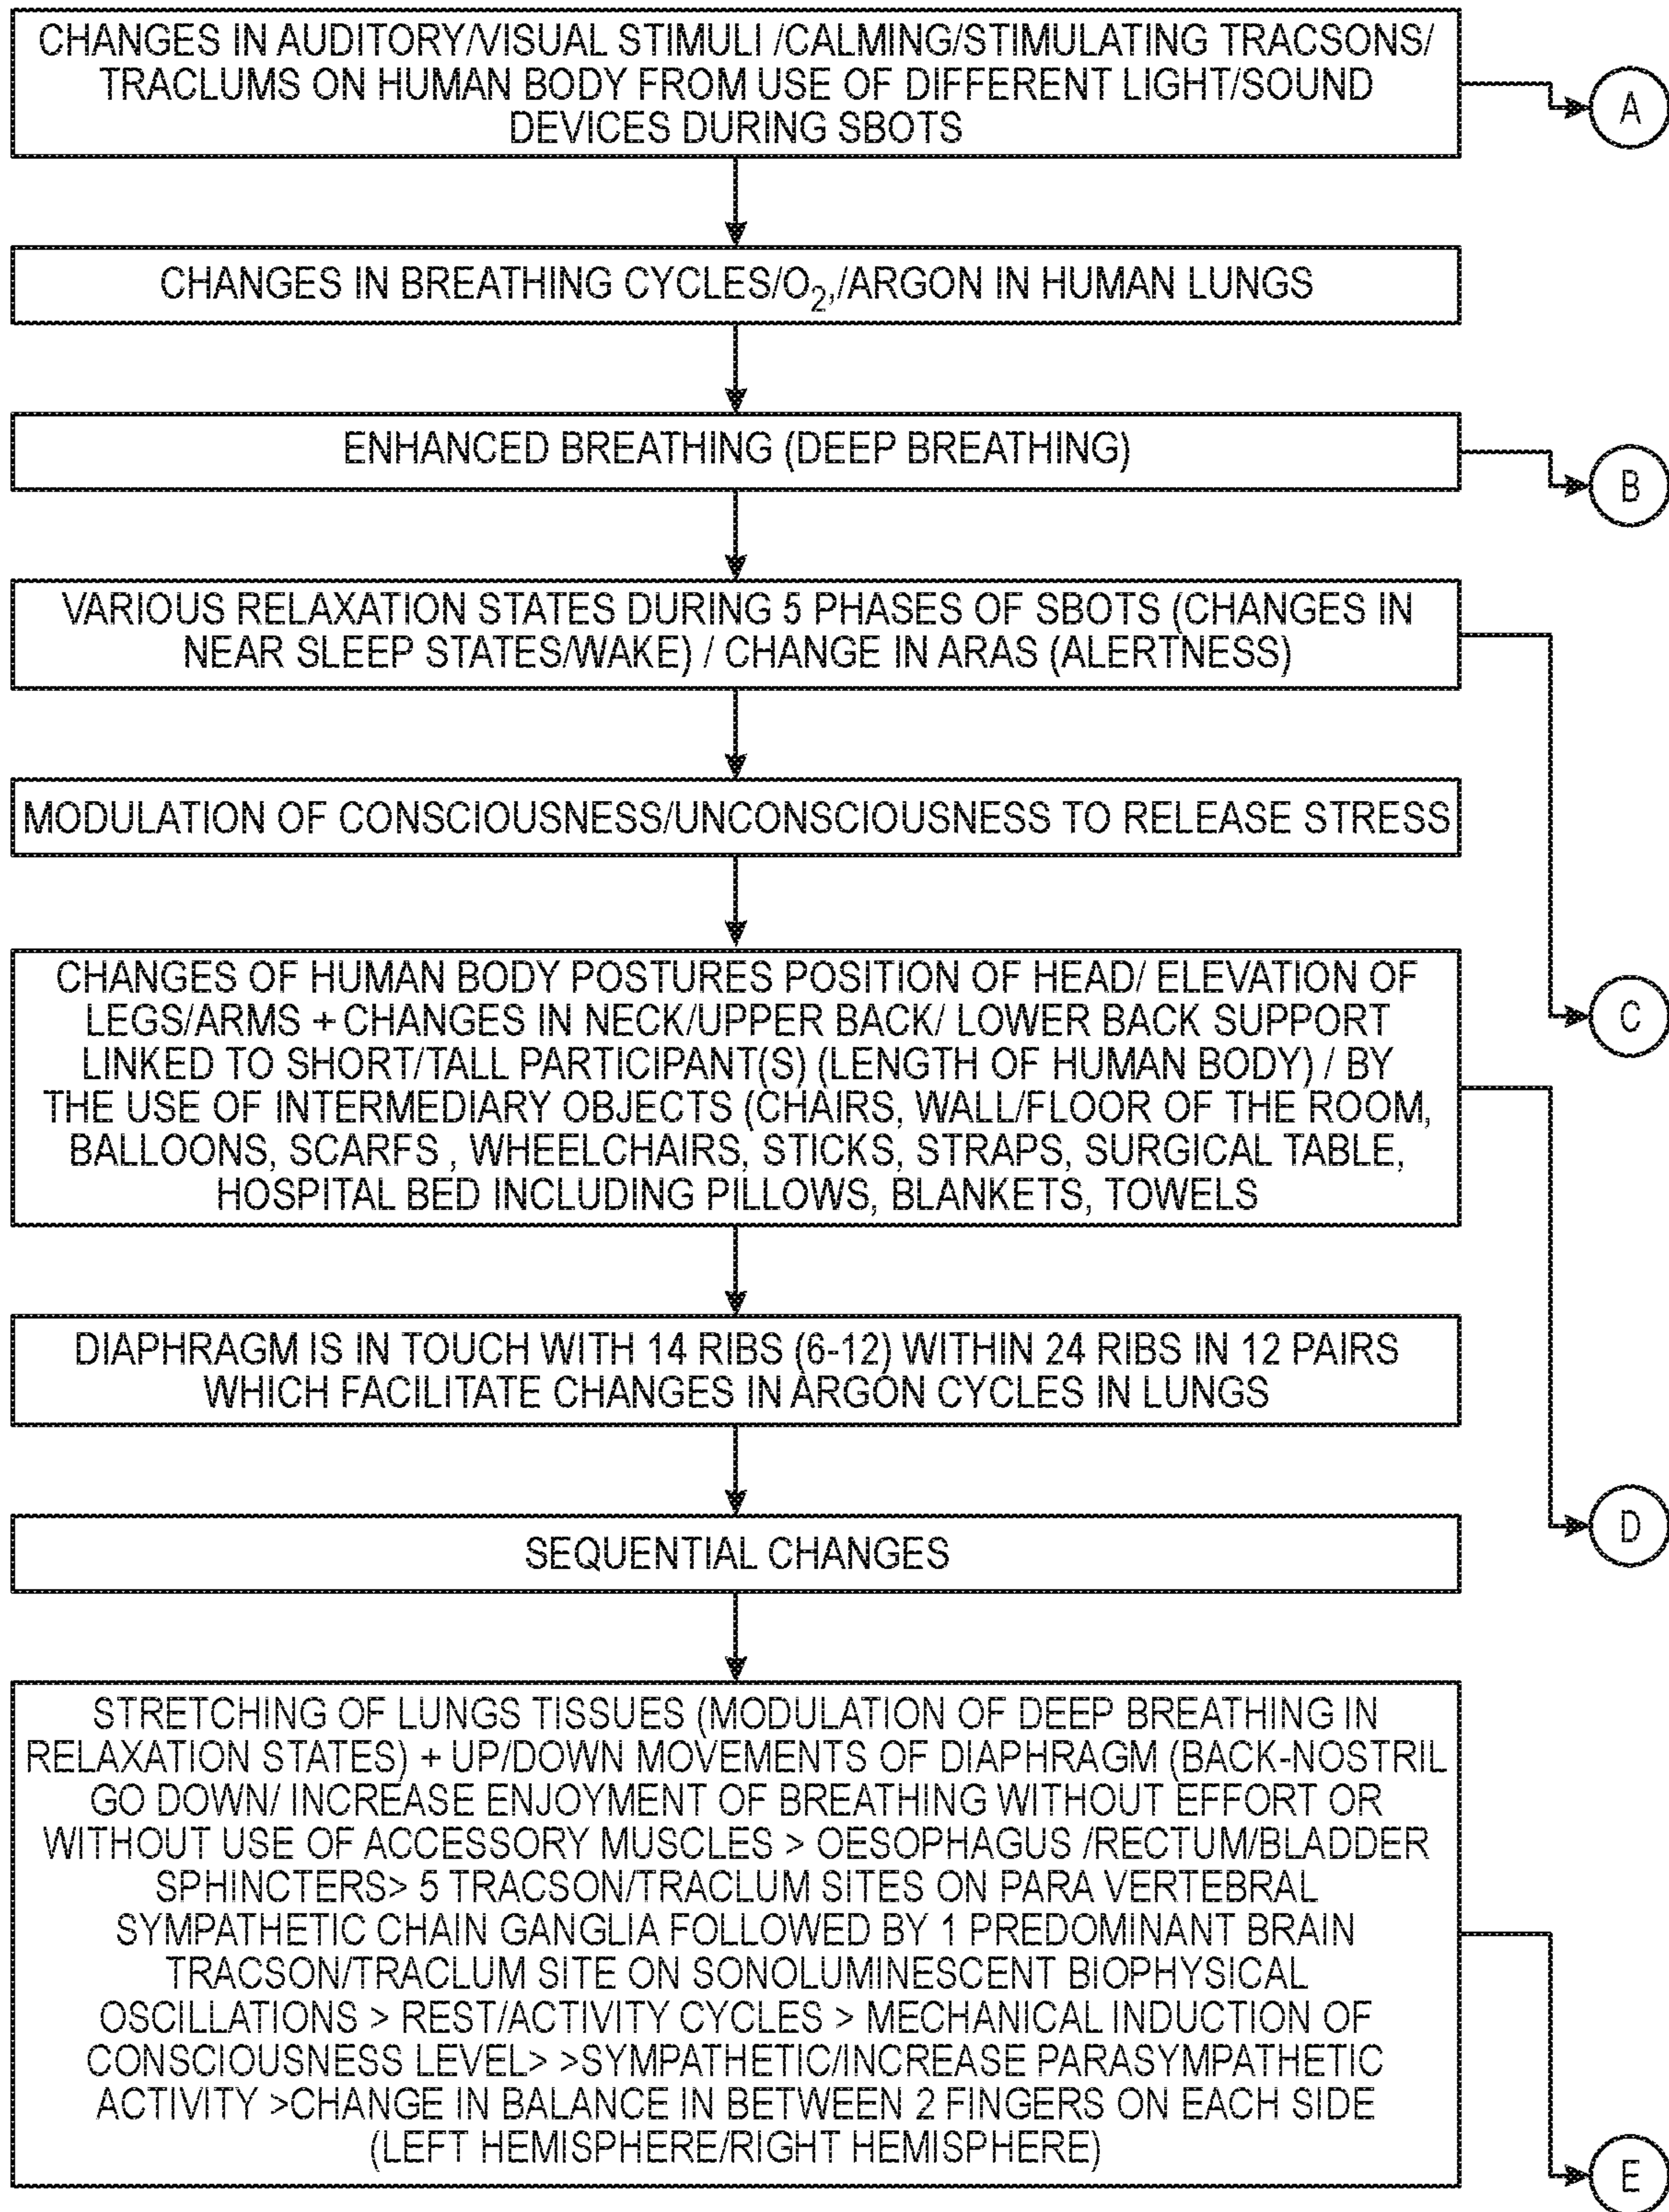 CHANGES IN AUDITORY/VISUAL STIMULI /CALMING/STIMULATING TRACSONS/
TRACLUMS ON HUMAN BODY FROM USE OF DIFFERENT LIGHT/SOUND
DEVICES DURING SBOTS
A
CHANGES IN BREATHING CYCLES/O₂,/ARGON IN HUMAN LUNGS
ENHANCED BREATHING (DEEP BREATHING)
B
VARIOUS RELAXATION STATES DURING 5 PHASES OF SBOTS (CHANGES IN
NEAR SLEEP STATES/WAKE) / CHANGE IN ARAS (ALERTNESS)
MODULATION OF CONSCIOUSNESS/UNCONSCIOUSNESS TO RELEASE STRESS
CHANGES OF HUMAN BODY POSTURES POSITION OF HEAD/ ELEVATION OF
LEGS/ARMS + CHANGES IN NECK/UPPER BACK/ LOWER BACK SUPPORT
LINKED TO SHORT/TALL PARTICIPANT(S) (LENGTH OF HUMAN BODY) / BY
THE USE OF INTERMEDIARY OBJECTS (CHAIRS, WALL/FLOOR OF THE ROOM,
BALLOONS, SCARFS , WHEELCHAIRS, STICKS, STRAPS, SURGICAL TABLE,
HOSPITAL BED INCLUDING PILLOWS, BLANKETS, TOWELS
C
DIAPHRAGM IS IN TOUCH WITH 14 RIBS (6-12) WITHIN 24 RIBS IN 12 PAIRS
WHICH FACILITATE CHANGES IN ARGON CYCLES IN LUNGS
SEQUENTIAL CHANGES
D
STRETCHING OF LUNGS TISSUES (MODULATION OF DEEP BREATHING IN
RELAXATION STATES) + UP/DOWN MOVEMENTS OF DIAPHRAGM (BACK-NOSTRIL
GO DOWN/ INCREASE ENJOYMENT OF BREATHING WITHOUT EFFORT OR
WITHOUT USE OF ACCESSORY MUSCLES > OESOPHAGUS /RECTUM/BLADDER
SPHINCTERS> 5 TRACSON/TRACLUM SITES ON PARA VERTEBRAL
SYMPATHETIC CHAIN GANGLIA FOLLOWED BY 1 PREDOMINANT BRAIN
TRACSON/TRACLUM SITE ON SONOLUMINESCENT BIOPHYSICAL
OSCILLATIONS > REST/ACTIVITY CYCLES > MECHANICAL INDUCTION OF
CONSCIOUSNESS LEVEL> >SYMPATHETIC/INCREASE PARASYMPATHETIC
ACTIVITY >CHANGE IN BALANCE IN BETWEEN 2 FINGERS ON EACH SIDE
(LEFT HEMISPHERE/RIGHT HEMISPHERE)
E